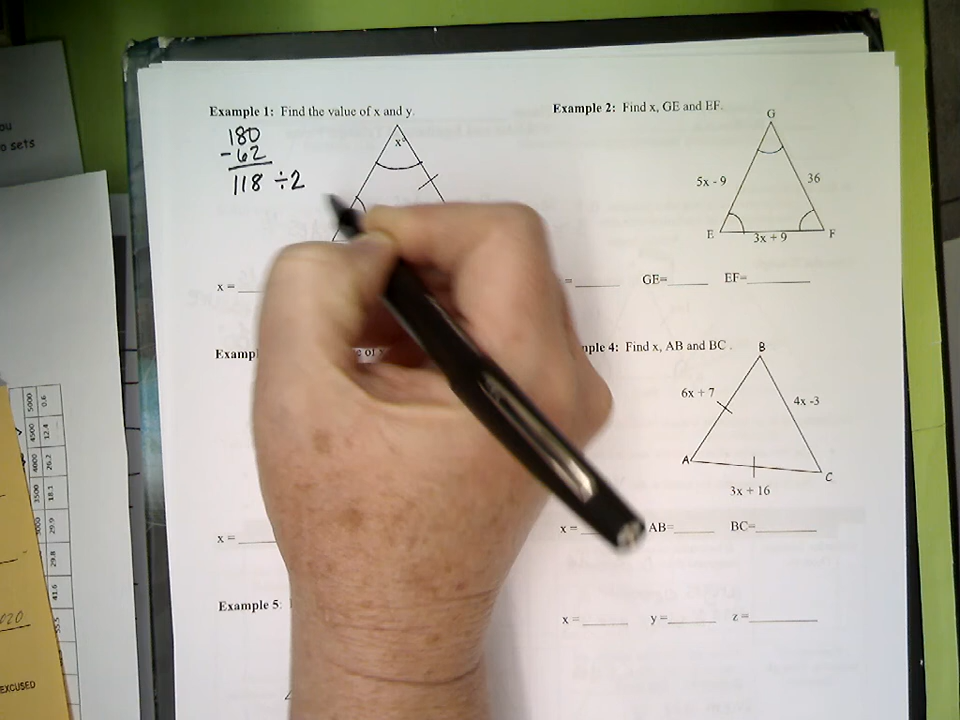 Example 1: Find the value of x and y.
180
- 62
118 ÷2
x°
x =
Example 2: Find x, GE and EF.
G
5x - 9
36
E
3x + 9
F
= GE= EF=
Examp
x =
ple 4: Find x, AB and BC .
B
6x + 7
4x -3
A
C
3x + 16
x = AB= BC=
Example 5:
x = y = z =
5000
0.6
4500
12.4
4000
26.2
3500
18.1
29.9
29.8
41.6
o sets
020
EXCUSED